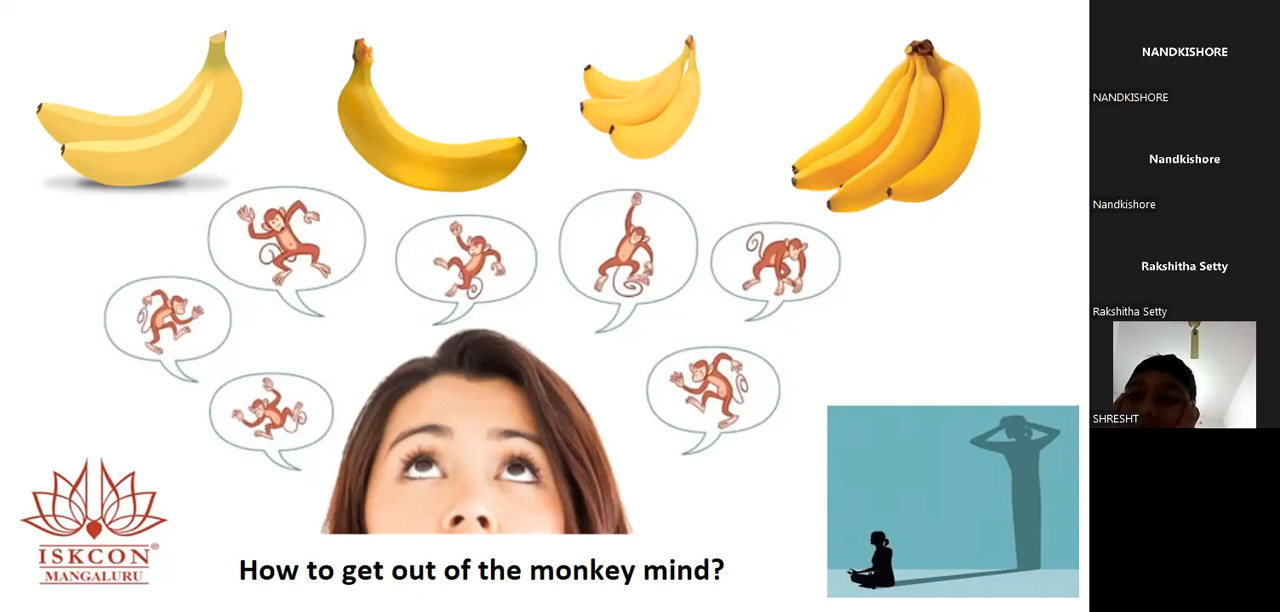 ISKCON®
MANGALURU
How to get out of the monkey mind?
NANDKISHORE
NANDKISHORE
Nandkishore
Nandkishore
Rakshitha Setty
Rakshitha Setty
SHRESHT